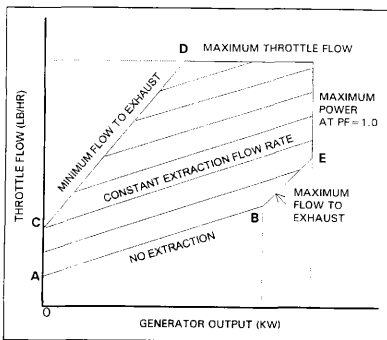 D
MAXIMUM THROTTLE FLOW
THROTTLE FLOW (LB/HR)
MINIMUM FLOW TO EXHAUST
MAXIMUM
POWER
AT PF=1.0
CONSTANT EXTRACTION FLOW RATE
E
C
MAXIMUM
FLOW TO
EXHAUST
B
NO EXTRACTION
A
O
GENERATOR OUTPUT (KW)